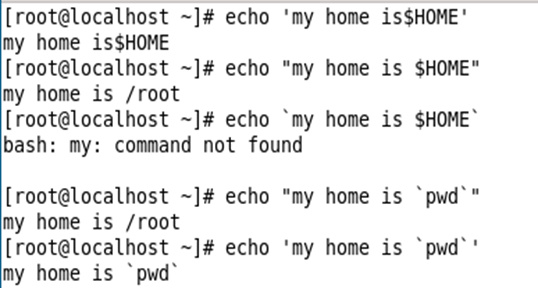 [root@localhost ~]# echo 'my home is$HOME'
my home is$HOME
[root@localhost ~]# echo "my home is $HOME"
my home is /root
[root@localhost ~]# echo `my home is $HOME`
bash: my: command not found

[root@localhost ~]# echo "my home is `pwd`"
my home is /root
[root@localhost ~]# echo 'my home is `pwd`'
my home is `pwd`